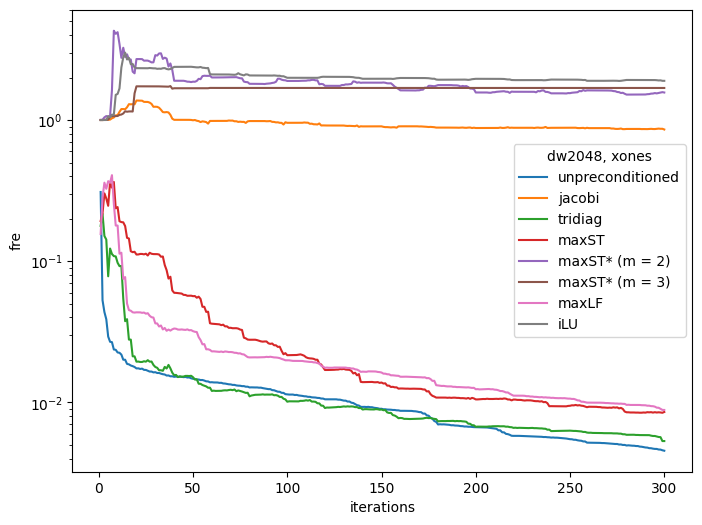 10^0
10^-1
10^-2
fre
0
50
100
150
200
250
300
iterations
dw2048, xones
unpreconditioned
jacobi
tridiag
maxST
maxST* (m = 2)
maxST* (m = 3)
maxLF
iLU